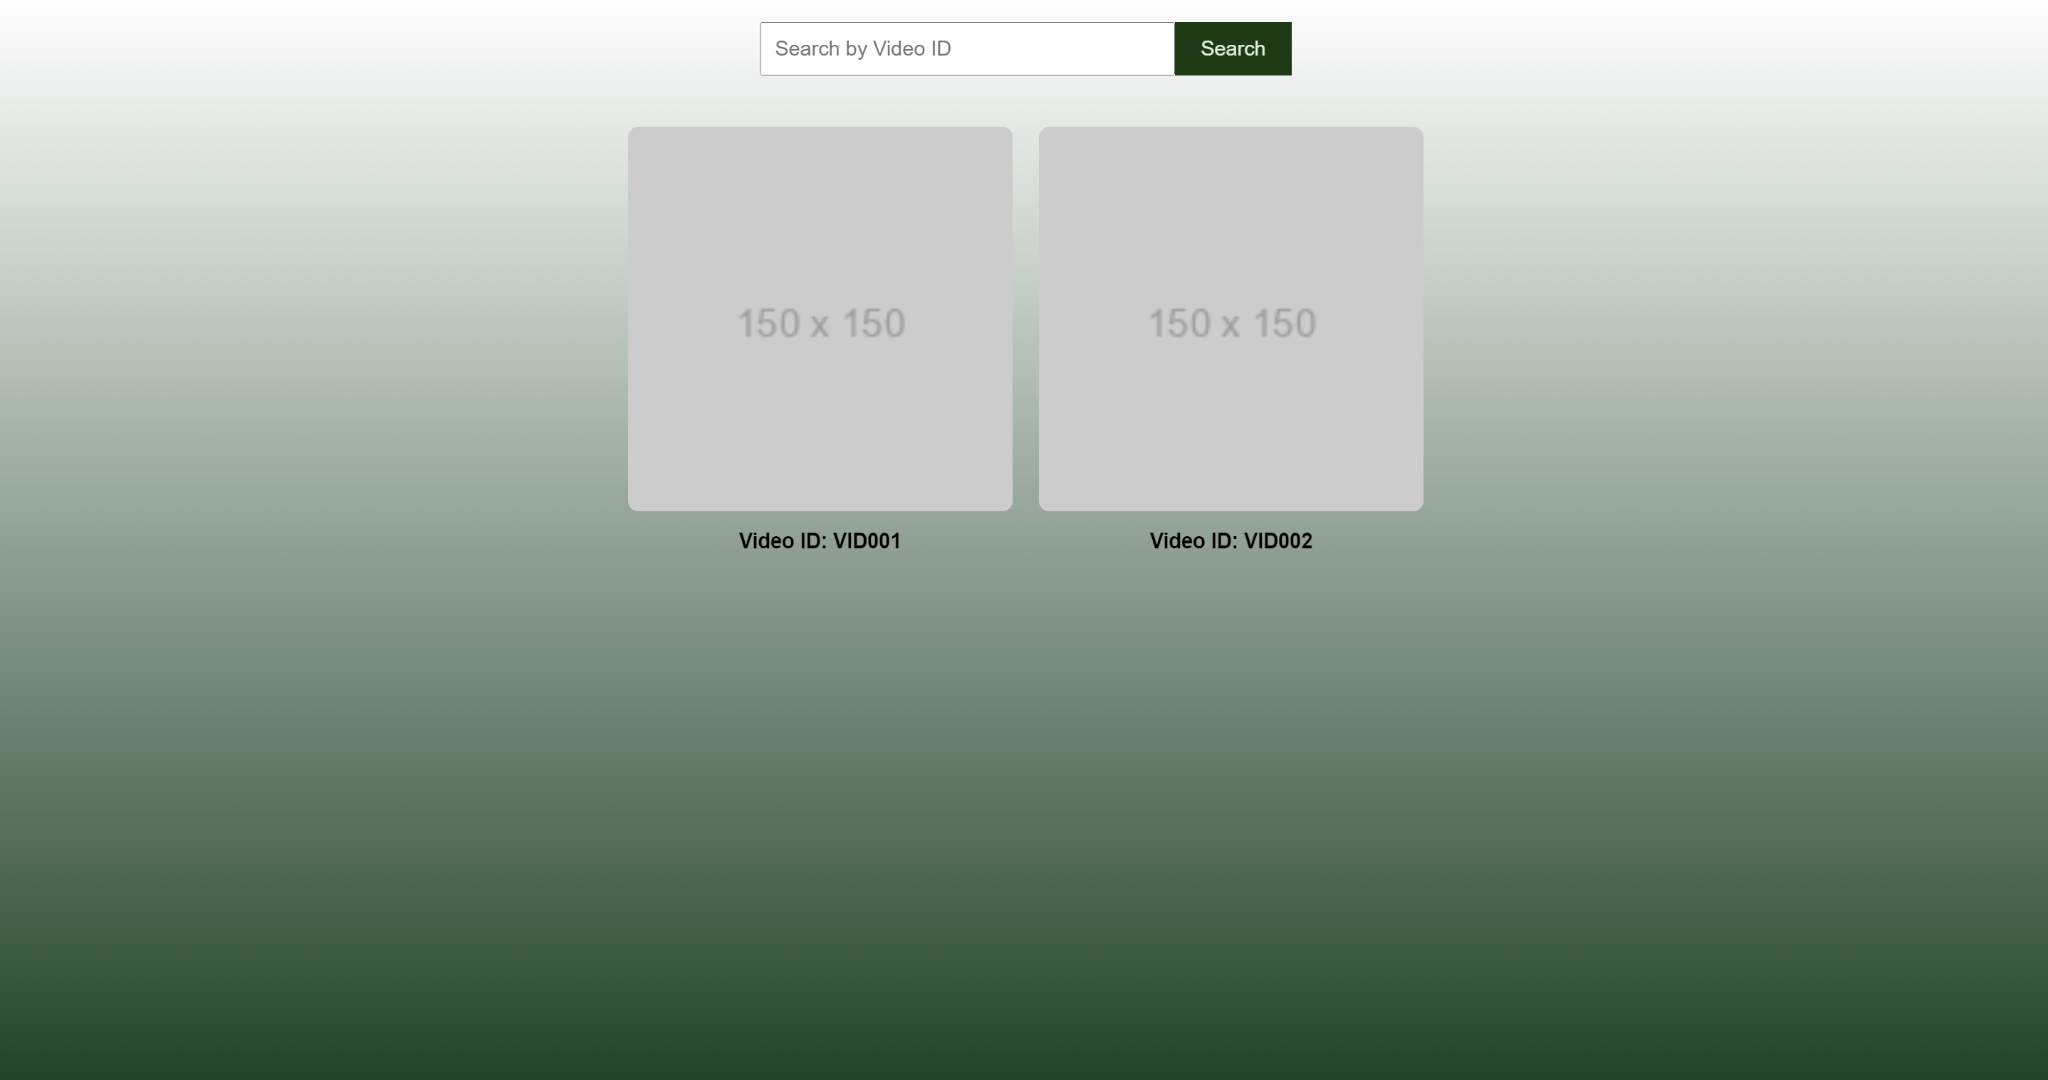 Search by Video ID
Search
150 x 150
150 x 150
Video ID: VID001
Video ID: VID002